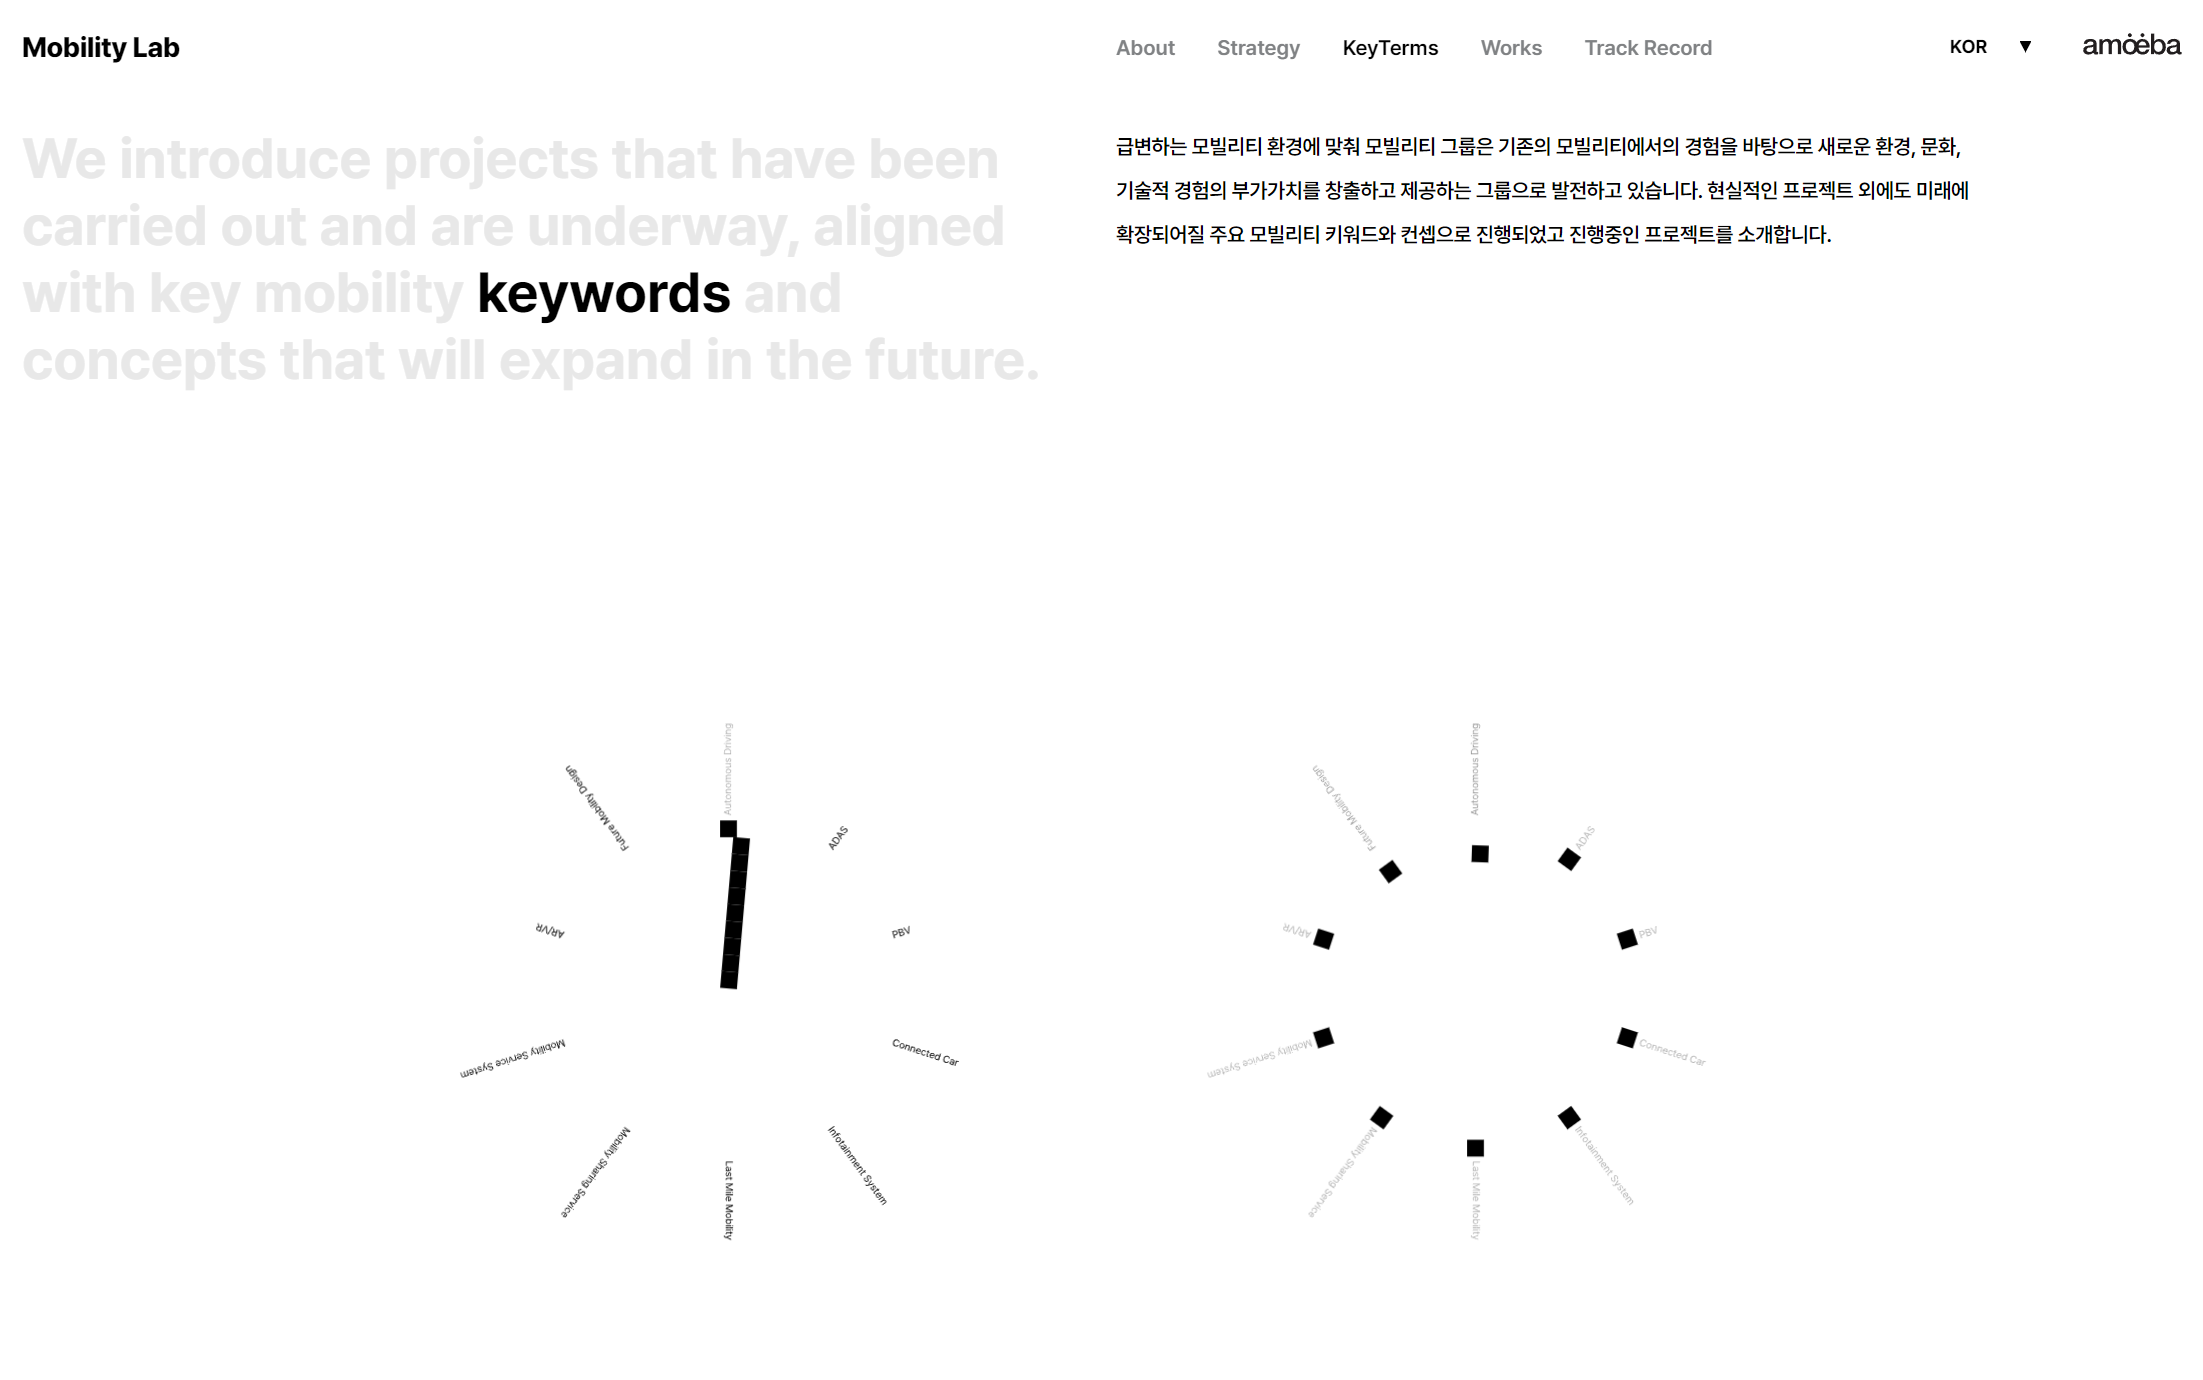 Mobility Lab
About
Strategy
KeyTerms
Works
Track Record
KOR ▼
amöeba
We introduce projects that have been
carried out and are underway, aligned
with key mobility keywords and
concepts that will expand in the future.
급변하는 모빌리티 환경에 맞춰 모빌리티 그룹은 기존의 모빌리티에서의 경험을 바탕으로 새로운 환경, 문화,
기술적 경험의 부가가치를 창출하고 제공하는 그룹으로 발전하고 있습니다. 현실적인 프로젝트 외에도 미래에
확장되어질 주요 모빌리티 키워드와 컨셉으로 진행되었고 진행중인 프로젝트를 소개합니다.
Autonomous Driving
ADAS
PBV
Connected Car
Infotainment System
Last Mile Mobility
Mobility Sharing Service
Mobility Service System
AR/VR
Future Mobility Design
Autonomous Driving
ADAS
PBV
Connected Car
Infotainment System
Last Mile Mobility
Mobility Sharing Service
Mobility Service System
AR/VR
Future Mobility Design